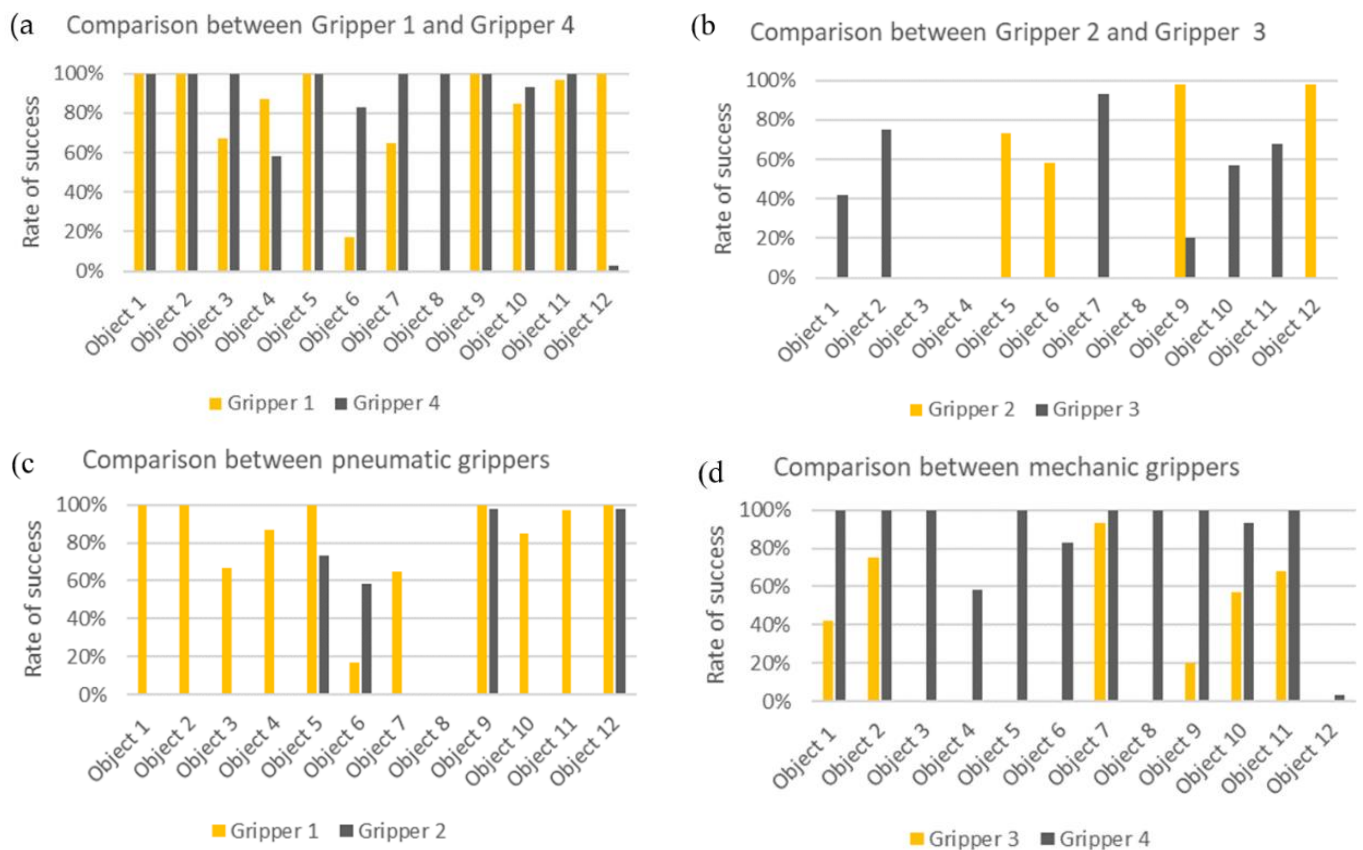 (a Comparison between Gripper 1 and Gripper 4
Rate of success
100%
80%
60%
40%
20%
0%
Object 1
Object 2
Object 3
Object 4
Object 5
Object 6
Object 7
Object 8
Object 9
Object 10
Object 11
Object 12
Gripper 1 Gripper 4
(b Comparison between Gripper 2 and Gripper 3
Rate of success
100%
80%
60%
40%
20%
0%
Object 1
Object 2
Object 3
Object 4
Object 5
Object 6
Object 7
Object 8
Object 9
Object 10
Object 11
Object 12
Gripper 2 Gripper 3
(c Comparison between pneumatic grippers
Rate of success
100%
80%
60%
40%
20%
0%
Object 1
Object 2
Object 3
Object 4
Object 5
Object 6
Object 7
Object 8
Object 9
Object 10
Object 11
Object 12
Gripper 1 Gripper 2
(d Comparison between mechanic grippers
Rate of success
100%
80%
60%
40%
20%
0%
Object 1
Object 2
Object 3
Object 4
Object 5
Object 6
Object 7
Object 8
Object 9
Object 10
Object 11
Object 12
Gripper 3 Gripper 4